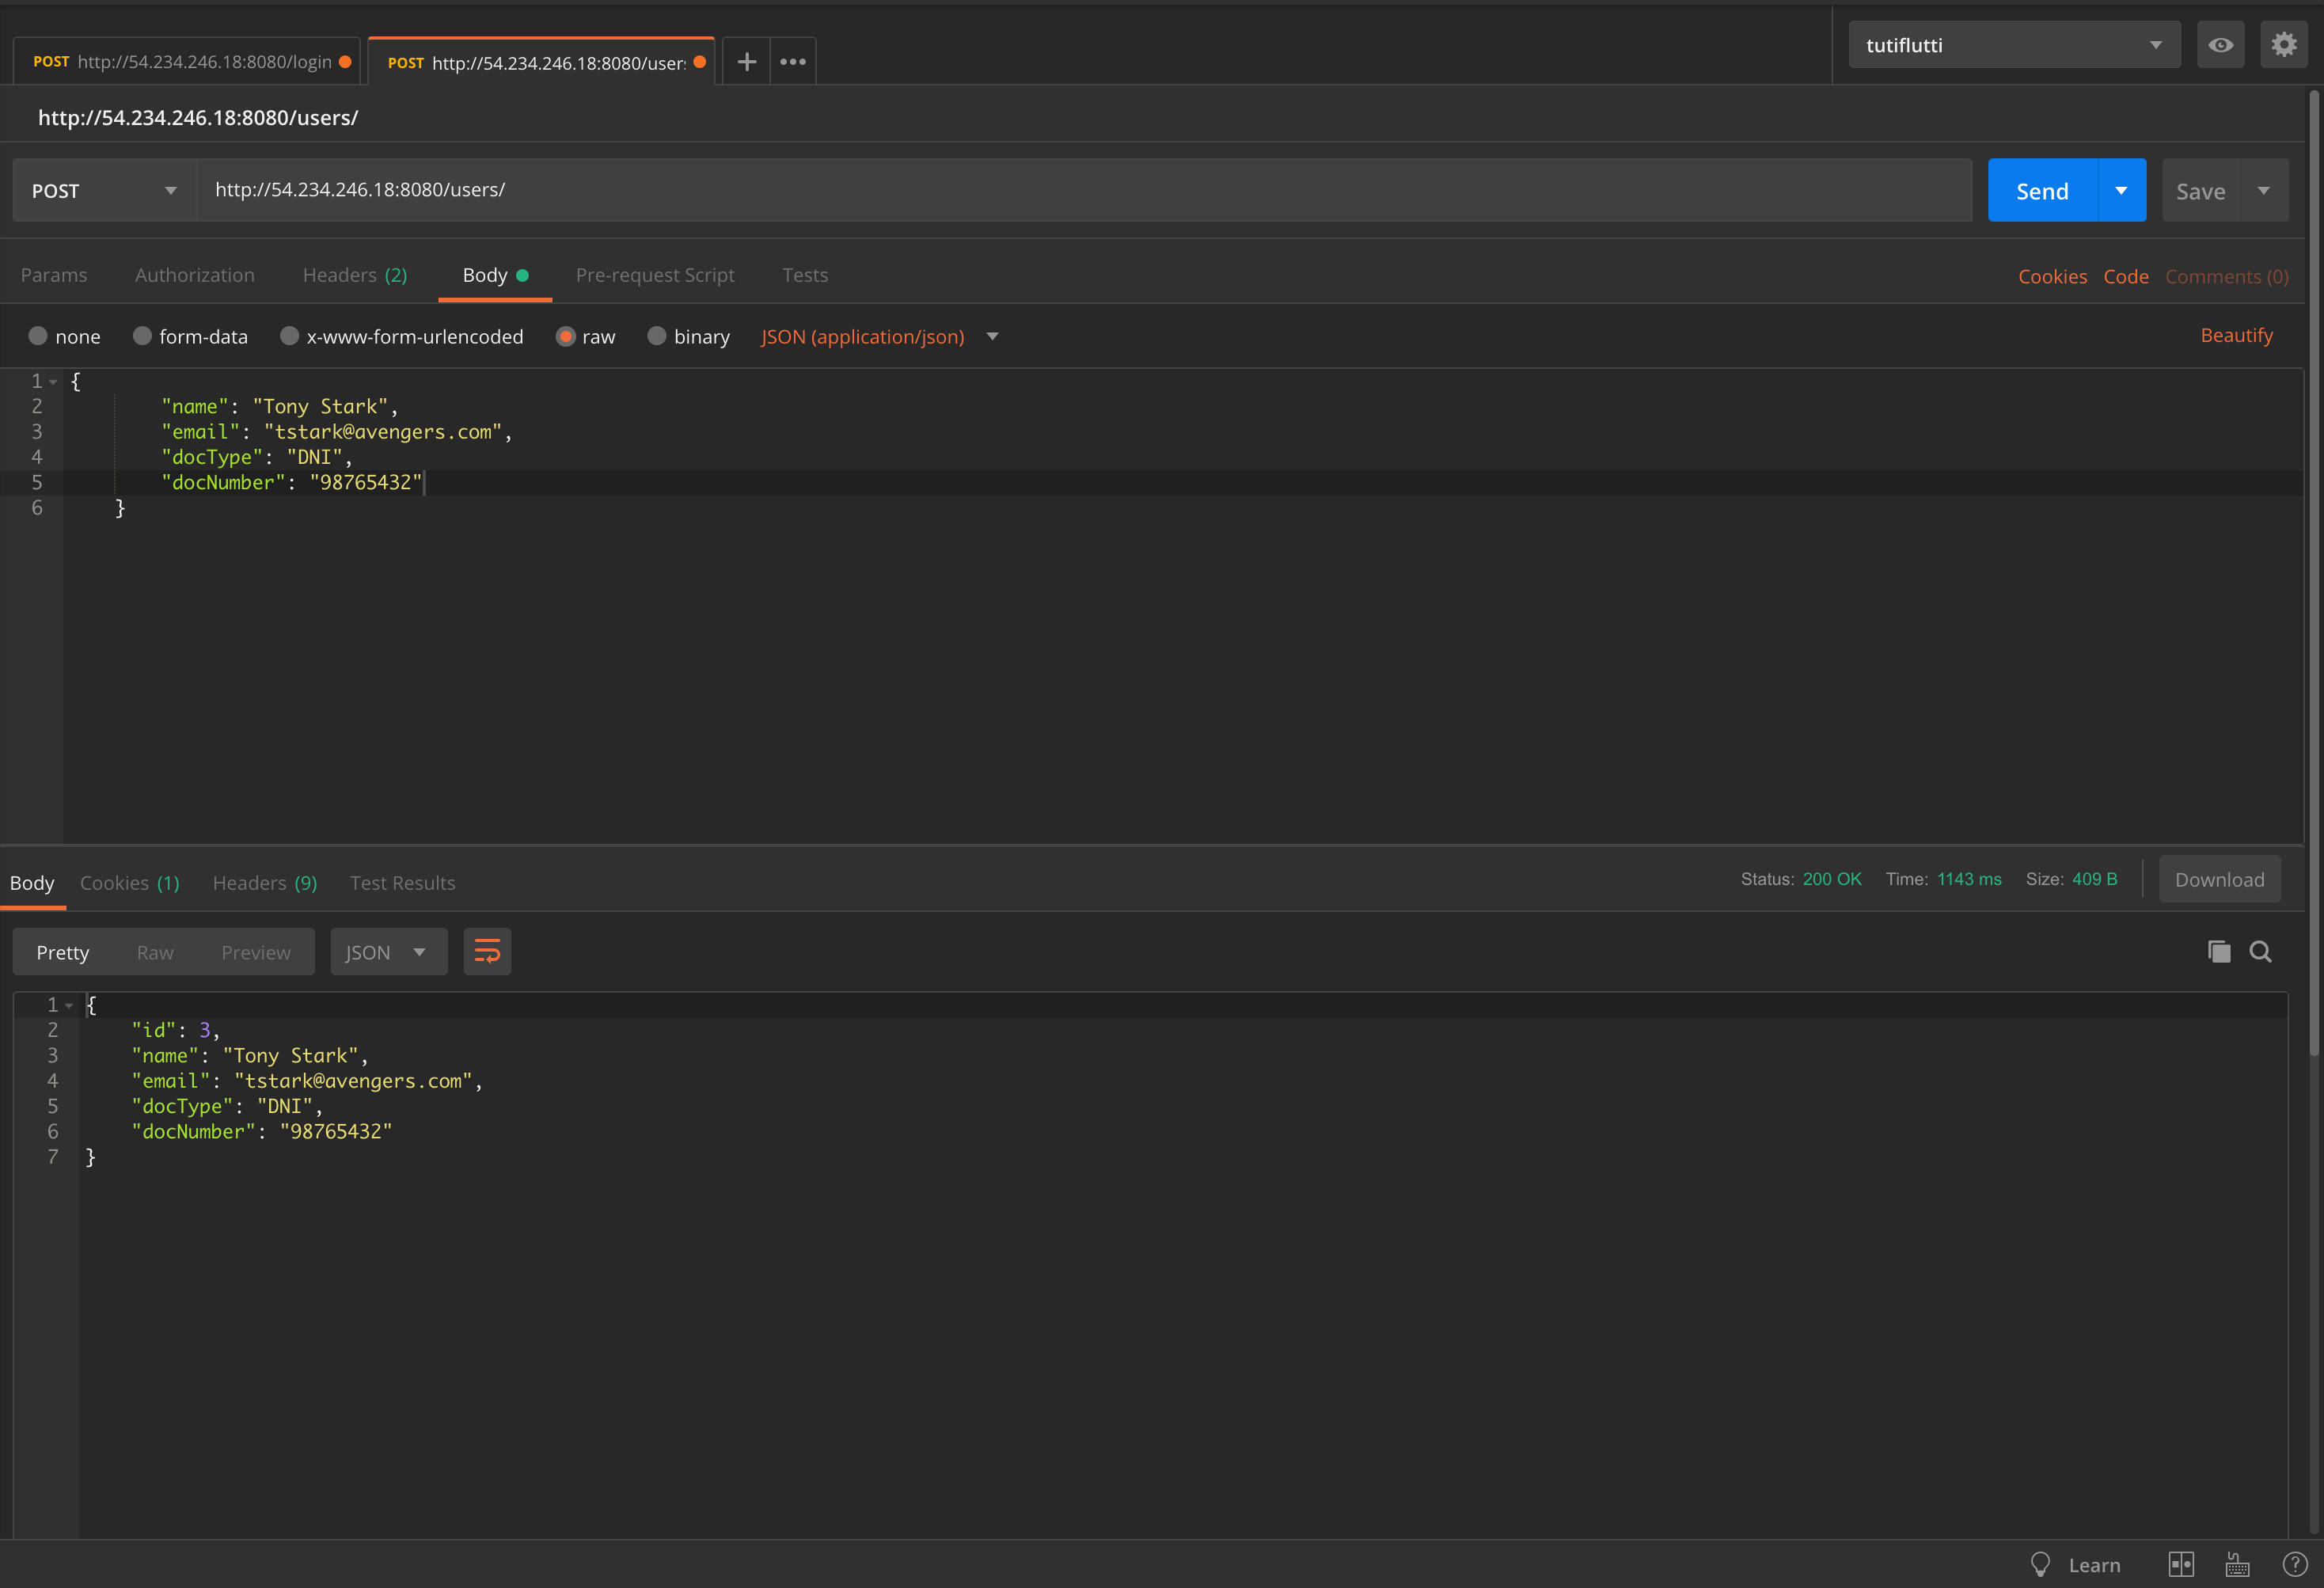 POST http://54.234.246.18:8080/login
POST http://54.234.246.18:8080/user
tutiflutti
http://54.234.246.18:8080/users/
POST http://54.234.246.18:8080/users/ Send Save
Params Authorization Headers (2) Body Pre-request Script Tests Cookies Code Comments (0)
none form-data x-www-form-urlencoded raw binary JSON (application/json) Beautify
1 {
2 "name": "Tony Stark",
3 "email": "tstark@avengers.com",
4 "docType": "DNI",
5 "docNumber": "98765432"
6 }
Body Cookies (1) Headers (9) Test Results Status: 200 OK Time: 1143 ms Size: 409 B Download
Pretty Raw Preview JSON
1 {
2 "id": 3,
3 "name": "Tony Stark",
4 "email": "tstark@avengers.com",
5 "docType": "DNI",
6 "docNumber": "98765432"
7 }
Learn